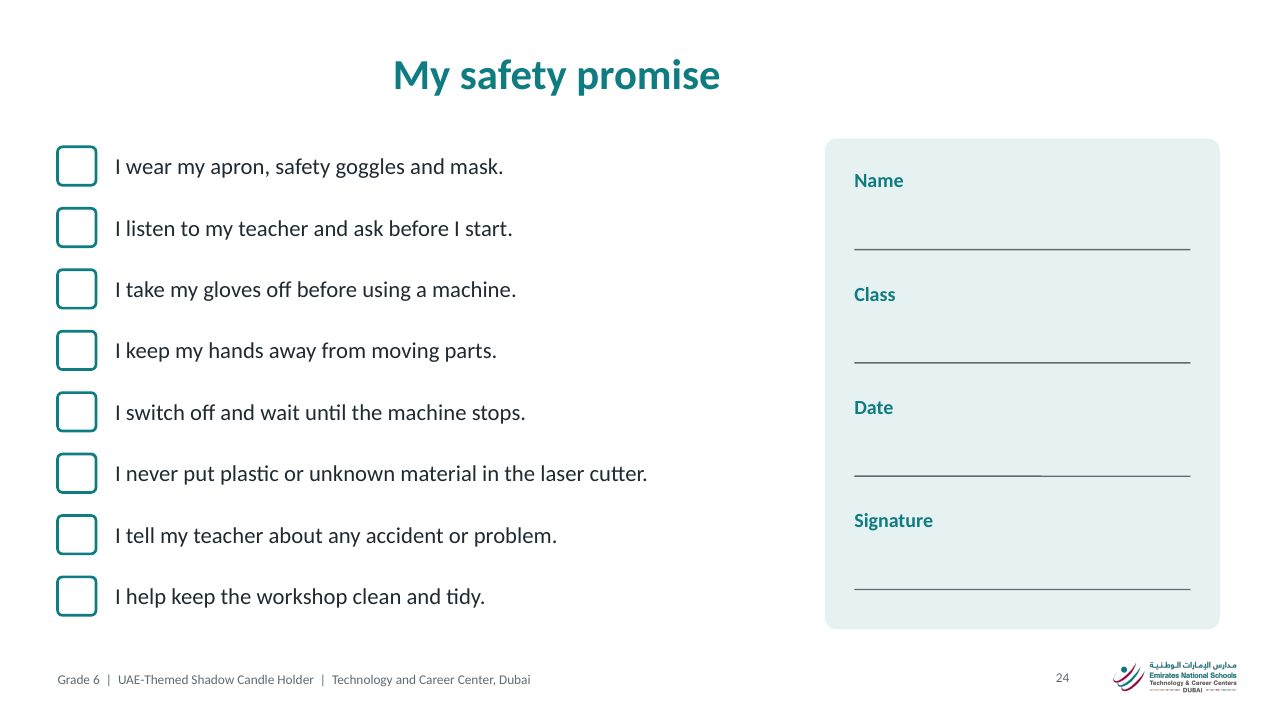 My safety promise
I wear my apron, safety goggles and mask.
I listen to my teacher and ask before I start.
I take my gloves off before using a machine.
I keep my hands away from moving parts.
I switch off and wait until the machine stops.
I never put plastic or unknown material in the laser cutter.
I tell my teacher about any accident or problem.
I help keep the workshop clean and tidy.
Name
Class
Date
Signature
Grade 6 | UAE-Themed Shadow Candle Holder | Technology and Career Center, Dubai
24
مدارس الإمارات الوطنية
Emirates National Schools
Technology & Career Centers
DUBAI